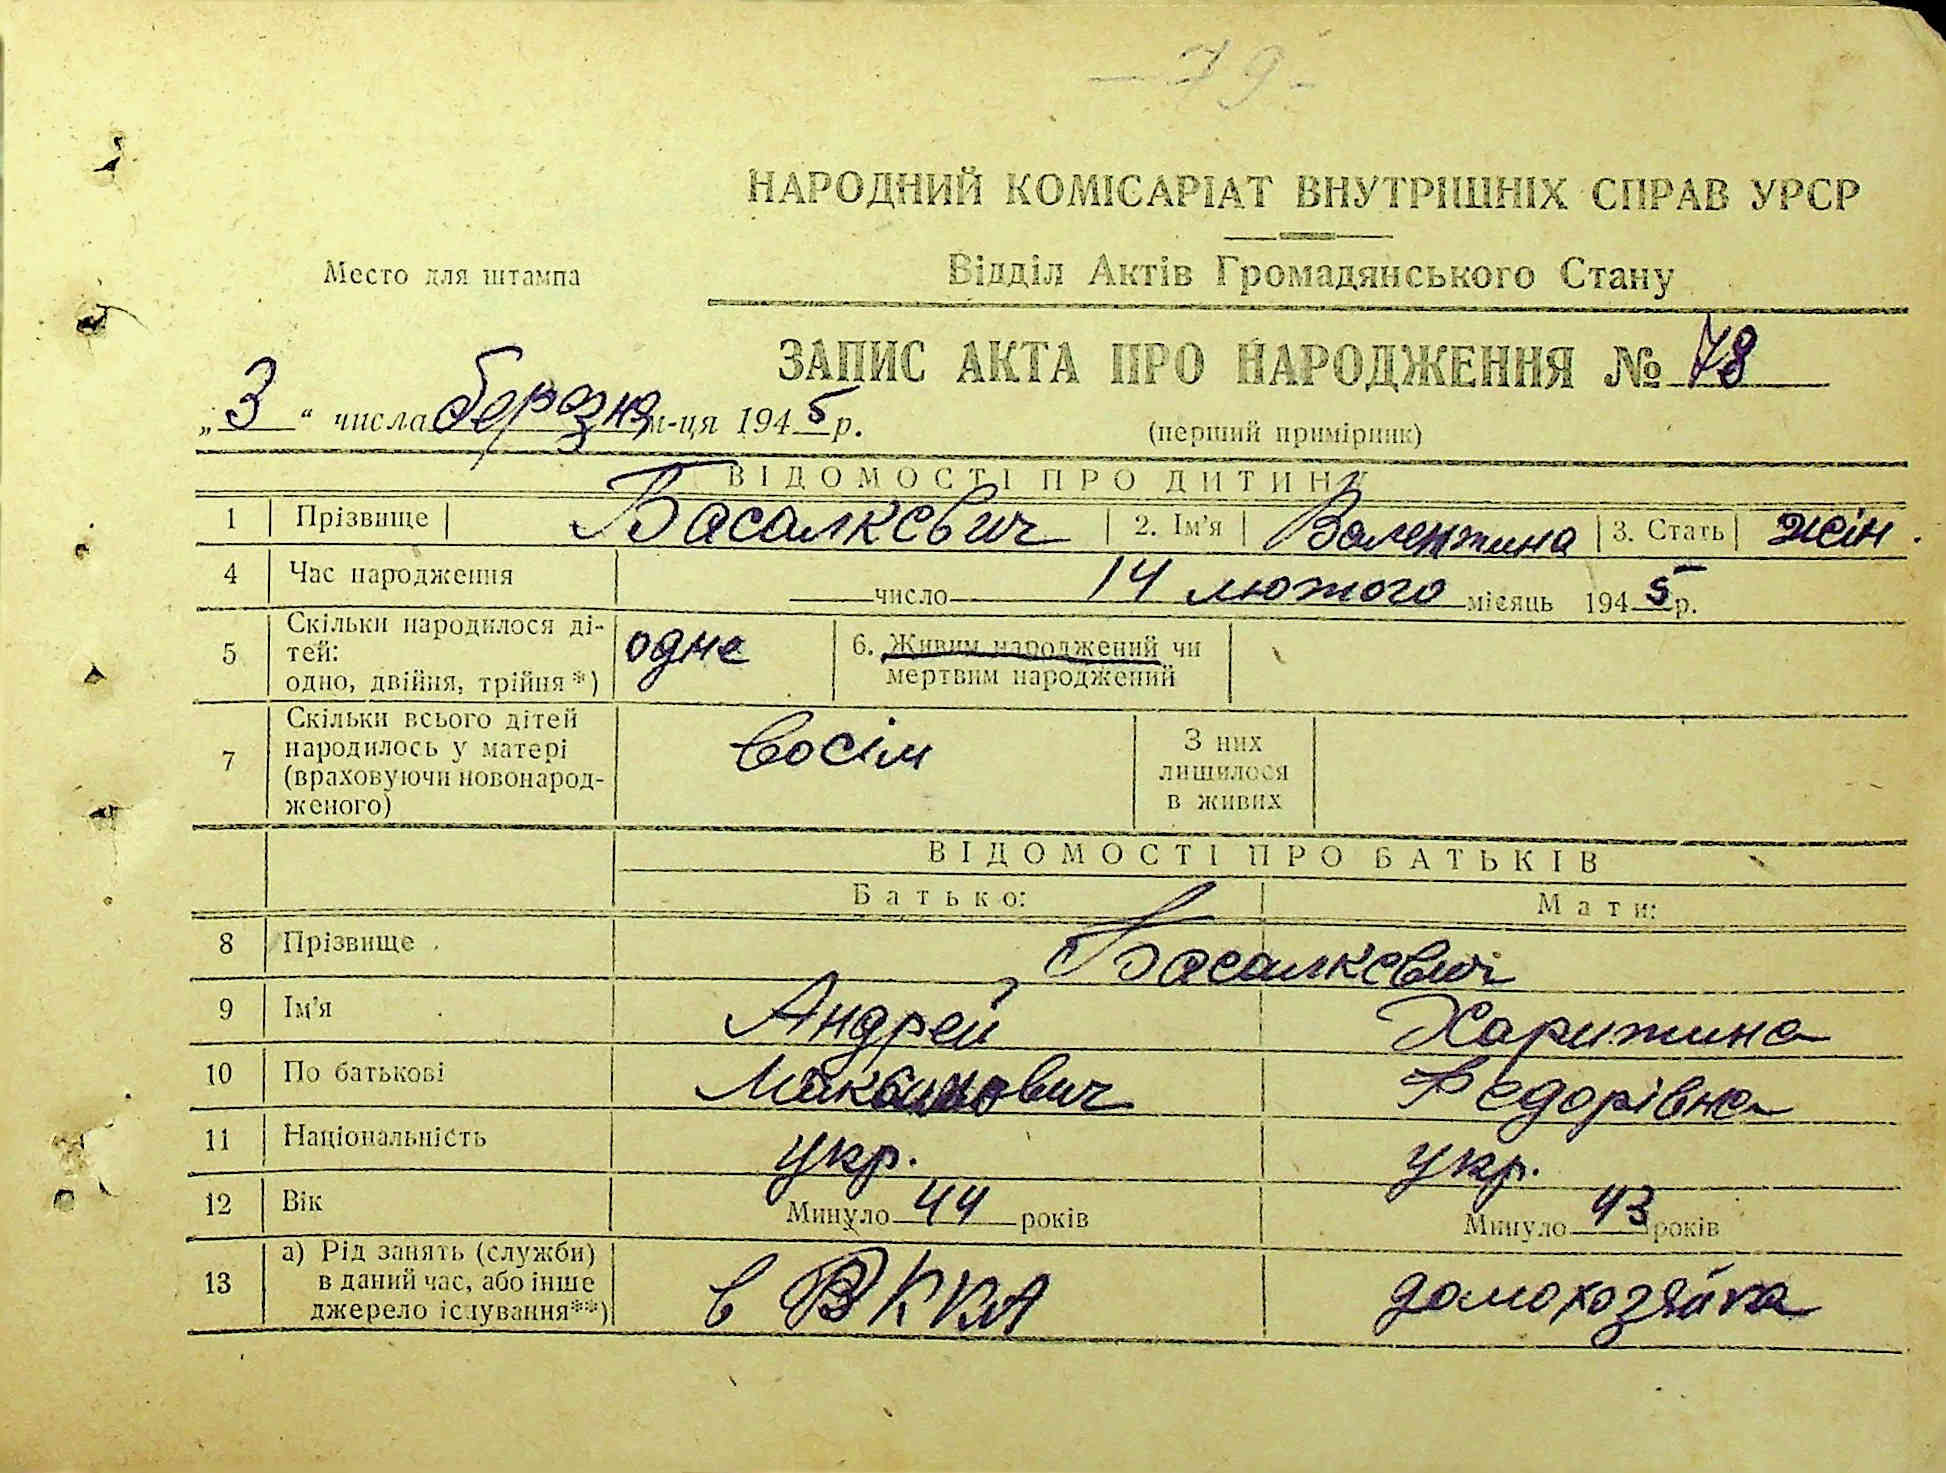 — 79 -
НАРОДНИЙ КОМІСАРІАТ ВНУТРІШНІХ СПРАВ УРСР
Место для штампа
Відділ Актів Громадянського Стану
ЗАПИС АКТА ПРО НАРОДЖЕННЯ № 78
„3“ числа березня м-ця 1945 р.
(перший примірник)
ВІДОМОСТІ ПРО ДИТИНУ
1 Прізвище Басалкевич 2. Ім'я Валентина 3. Стать жін.
4 Час народження число 14 лютого місяць 1945 р.
5 Скільки народилося ді-
тей:
одно, двійня, трійня *) одне 6. Живим народжений чи
мертвим народжений
7 Скільки всього дітей
народилось у матері
(враховуючи новонарод-
женого) восім З них
лишилося
в живих
ВІДОМОСТІ ПРО БАТЬКІВ
Батько: Мати:
8 Прізвище Басалкевич
9 Ім'я Андрей Харитина
10 По батькові Федорівна
11 Національність укр. укр.
12 Вік Минуло 44 років Минуло 43 років
13 а) Рід занять (служби)
в даний час, або інше
джерело існування**) в РККА домохозяйка